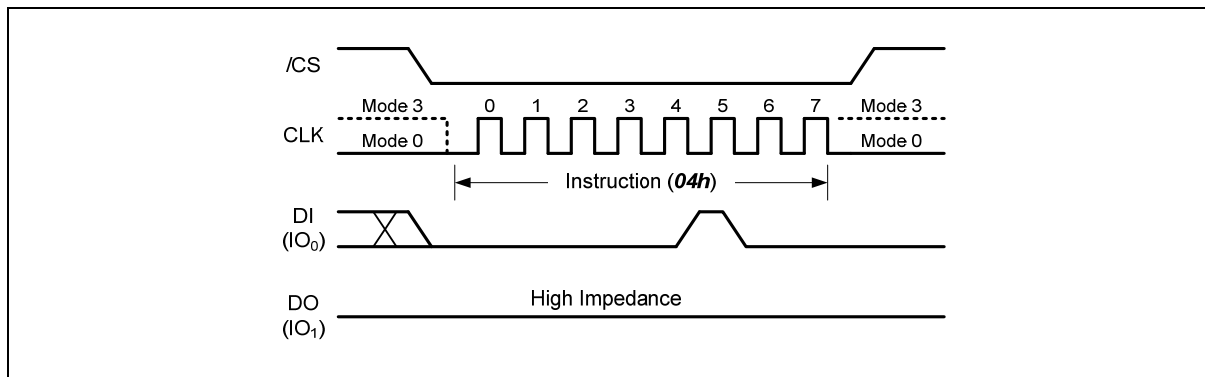 /CS
Mode 3 0 1 2 3 4 5 6 7 Mode 3
CLK
Mode 0 Mode 0
Instruction (04h)
DI
(IO₀)
High Impedance
DO
(IO₁)